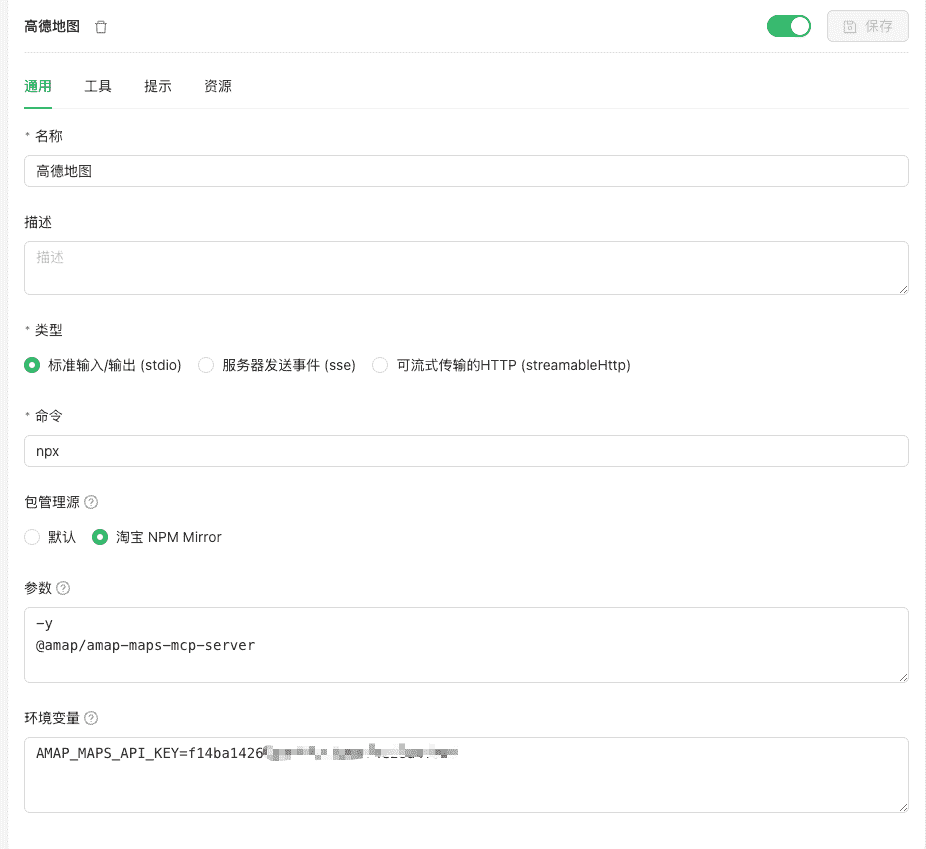 高德地图
保存
通用 工具 提示 资源
* 名称
高德地图
描述
描述
* 类型
标准输入/输出 (stdio) 服务器发送事件 (sse) 可流式传输的HTTP (streamableHttp)
* 命令
npx
包管理源 ?
默认 淘宝 NPM Mirror
参数 ?
-y
@amap/amap-maps-mcp-server
环境变量 ?
AMAP_MAPS_API_KEY=f14ba1426